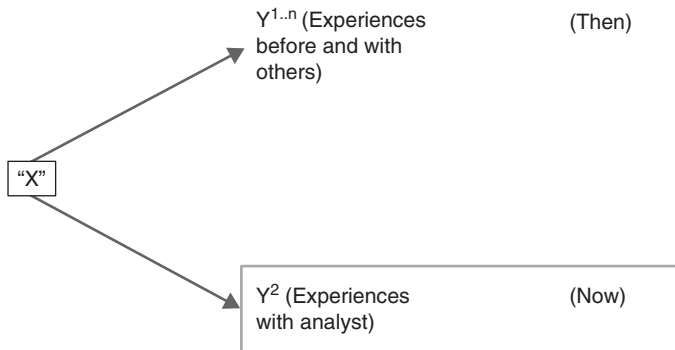 Y1..n (Experiences (Then)
before and with
others)
"X"
Y2 (Experiences (Now)
with analyst)